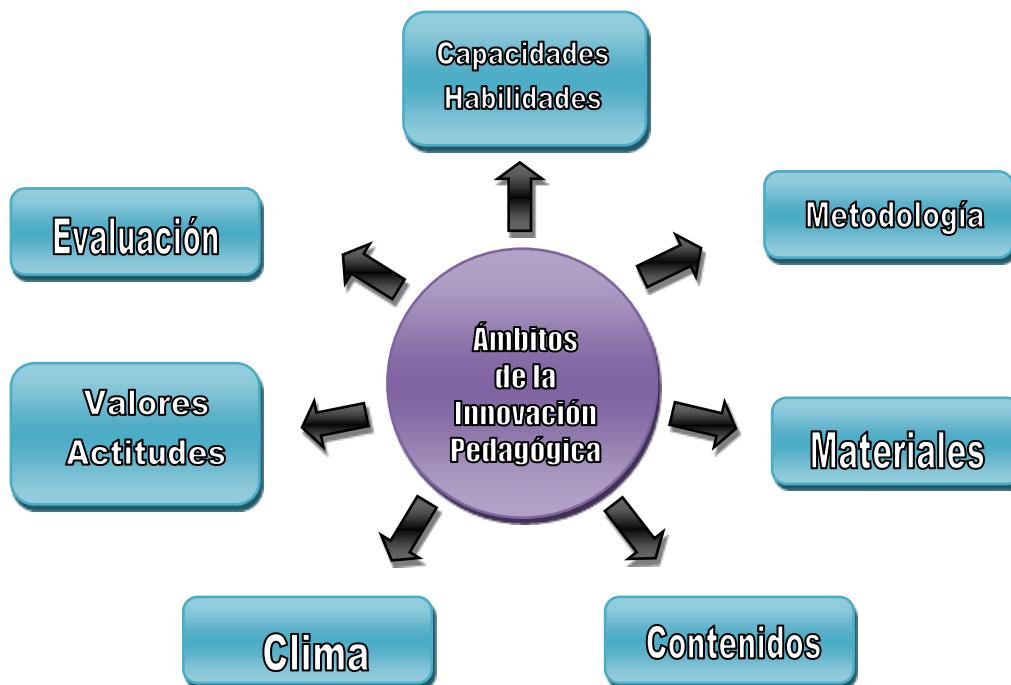 Capacidades
Habilidades
Evaluación
Metodología
Ámbitos
de la
Innovación
Pedagógica
Valores
Actitudes
Materiales
Clima
Contenidos